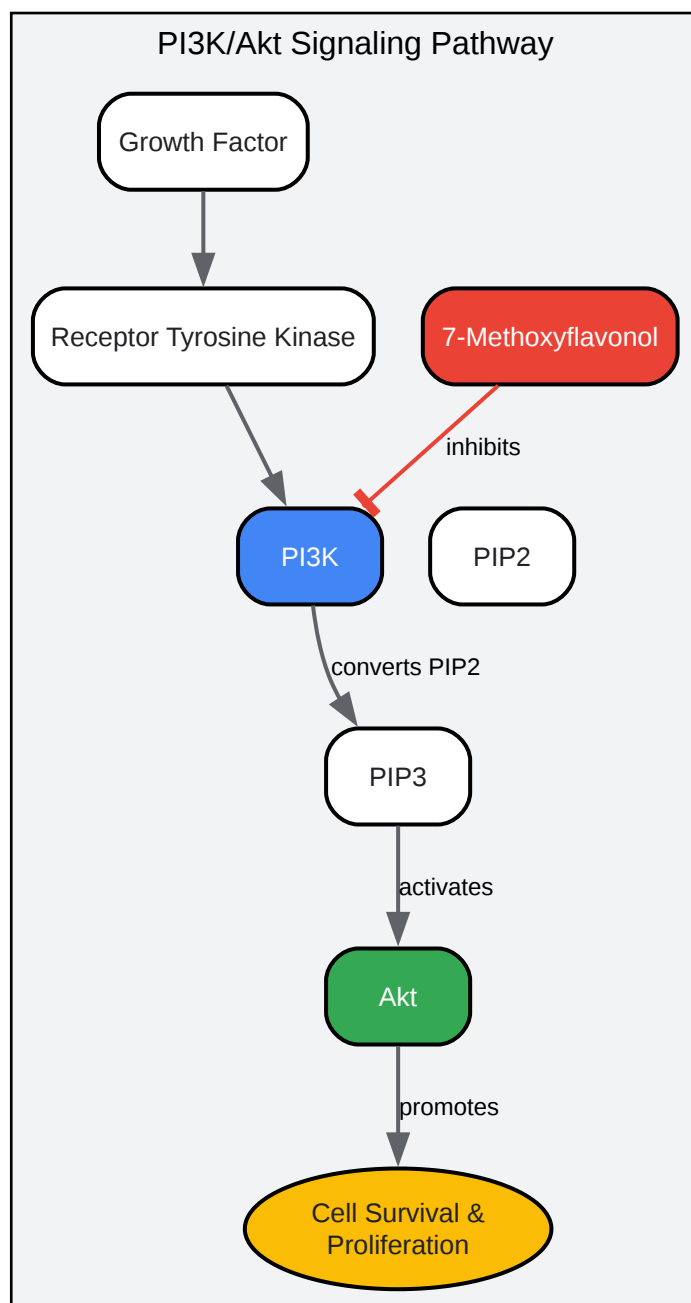 PI3K/Akt Signaling Pathway
Growth Factor
Receptor Tyrosine Kinase
7-Methoxyflavonol
inhibits
PI3K
PIP2
converts PIP2
PIP3
activates
Akt
promotes
Cell Survival &
Proliferation